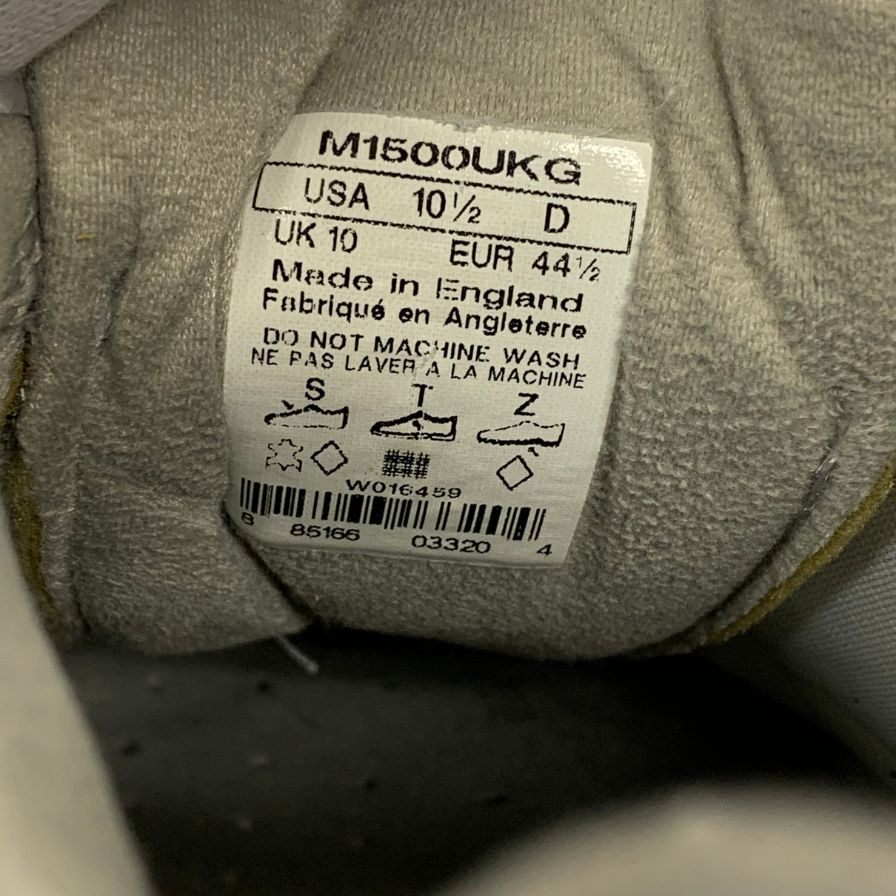 M1500UKG
USA 10½ D
UK 10 EUR 44½
Made in England
Fabriqué en Angleterre
DO NOT MACHINE WASH
NE PAS LAVER A LA MACHINE
S T Z
W016459
8 85166 03320 4